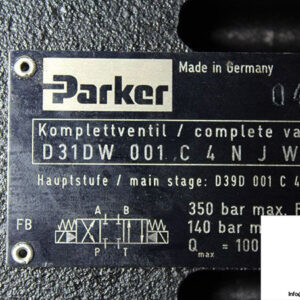 Made in Germany
Parker
04
Komplettventil / complete va
D31DW 001 C 4 N J W
Hauptstufe / main stage: D39D 001 C 4
FB
A B
350 bar max. P
140 bar m
P T
Qmax = 100